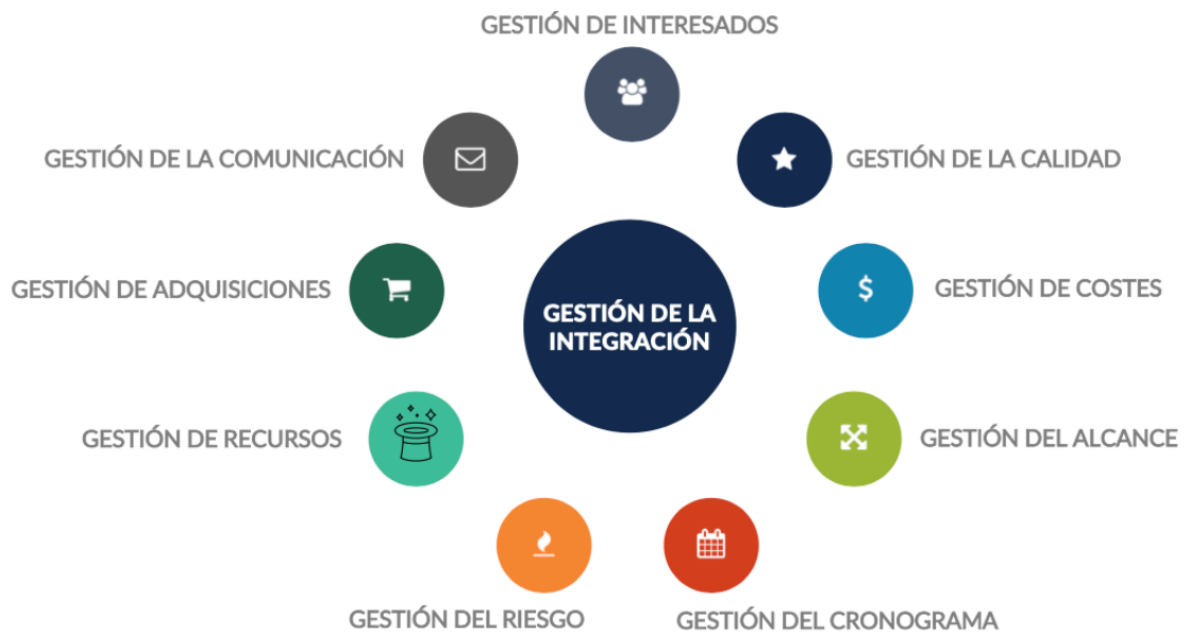 GESTIÓN DE INTERESADOS
GESTIÓN DE LA COMUNICACIÓN
GESTIÓN DE LA CALIDAD
GESTIÓN DE ADQUISICIONES
$
GESTIÓN DE COSTES
GESTIÓN DE LA
INTEGRACIÓN
GESTIÓN DE RECURSOS
GESTIÓN DEL ALCANCE
GESTIÓN DEL RIESGO
GESTIÓN DEL CRONOGRAMA